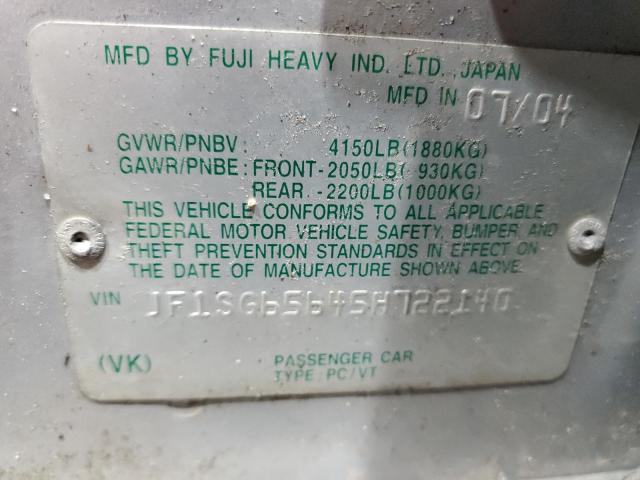 MFD BY FUJI HEAVY IND. LTD. JAPAN
MFD IN 07/04
GVWR/PNBV : 4150LB(1880KG)
GAWR/PNBE : FRONT-2050LB( 930KG)
REAR. -2200LB(1000KG)
THIS VEHICLE CONFORMS TO ALL APPLICABLE
FEDERAL MOTOR VEHICLE SAFETY, BUMPER AND
THEFT PREVENTION STANDARDS IN EFFECT ON
THE DATE OF MANUFACTURE SHOWN ABOVE.
VIN JF1SG65645H722140
(VK) PASSENGER CAR
TYPE : PC/VT